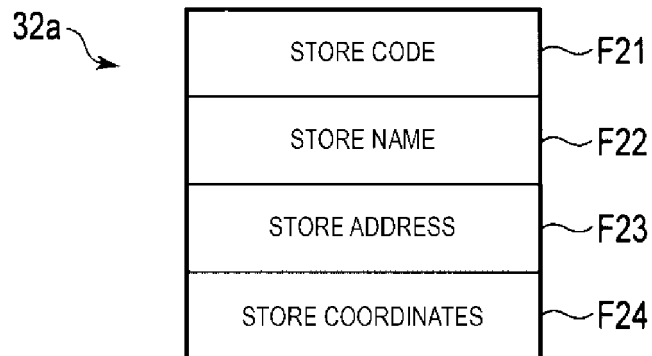 32a
STORE CODE F21
STORE NAME F22
STORE ADDRESS F23
STORE COORDINATES F24